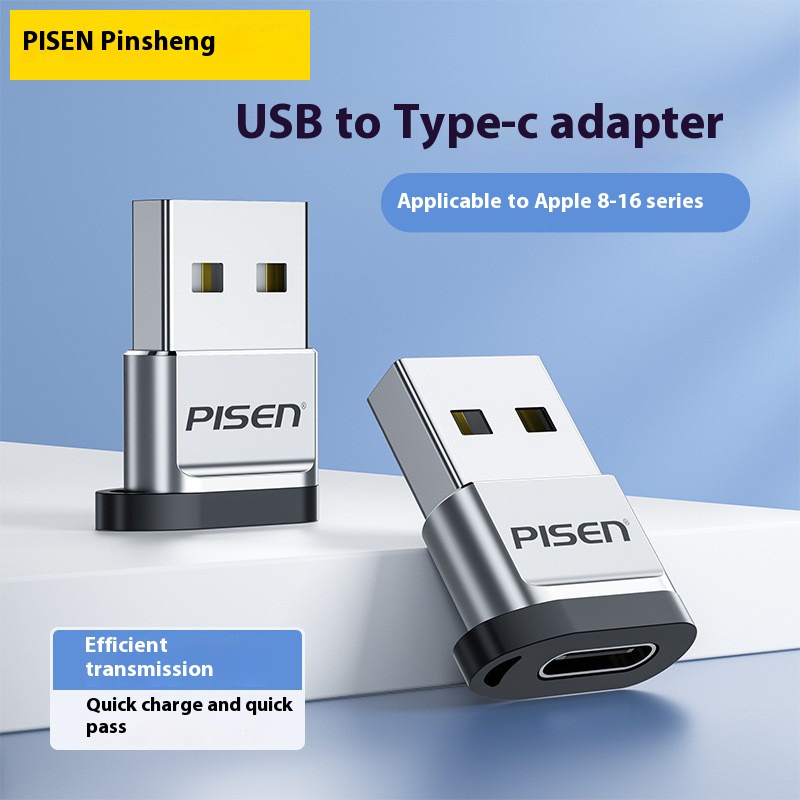 PISEN Pinsheng
USB to Type-c adapter
Applicable to Apple 8-16 series
PISEN®
PISEN®
Efficient
transmission
Quick charge and quick
pass